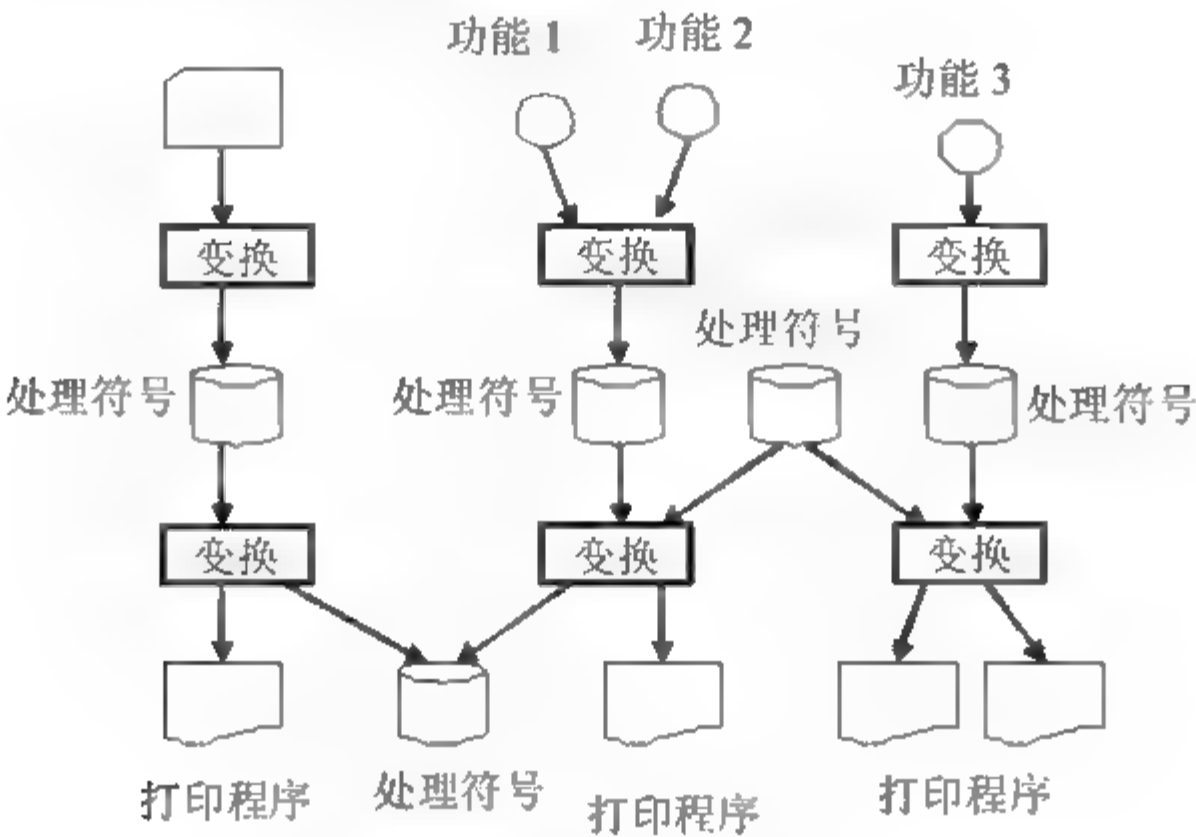 功能 1
功能 2
功能 3
变换
变换
变换
处理符号
处理符号
处理符号
处理符号
变换
变换
变换
打印程序
处理符号
打印程序
打印程序